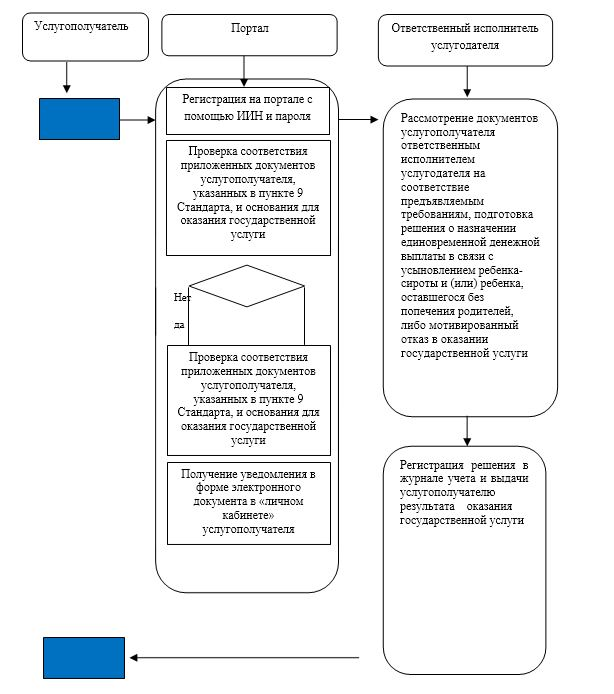 Услугополучатель
Портал
Ответственный исполнитель
услугодателя
Регистрация на портале с
помощью ИИН и пароля
Проверка соответствия
приложенных документов
услугополучателя,
указанных в пункте 9
Стандарта, и основания для
оказания государственной
услуги
Нет
да
Проверка соответствия
приложенных документов
услугополучателя,
указанных в пункте 9
Стандарта, и основания для
оказания государственной
услуги
Получение уведомления в
форме электронного
документа в «личном
кабинете»
услугополучателя
Рассмотрение документов
услугополучателя
ответственным
исполнителем
услугодателя на
соответствие
предъявляемым
требованиям, подготовка
решения о назначении
единовременной денежной
выплаты в связи с
усыновлением ребенка-
сироты и (или) ребенка,
оставшегося без
попечения родителей,
либо мотивированный
отказ в оказании
государственной услуги
Регистрация решения в
журнале учета и выдачи
услугополучателю
результата оказания
государственной услуги